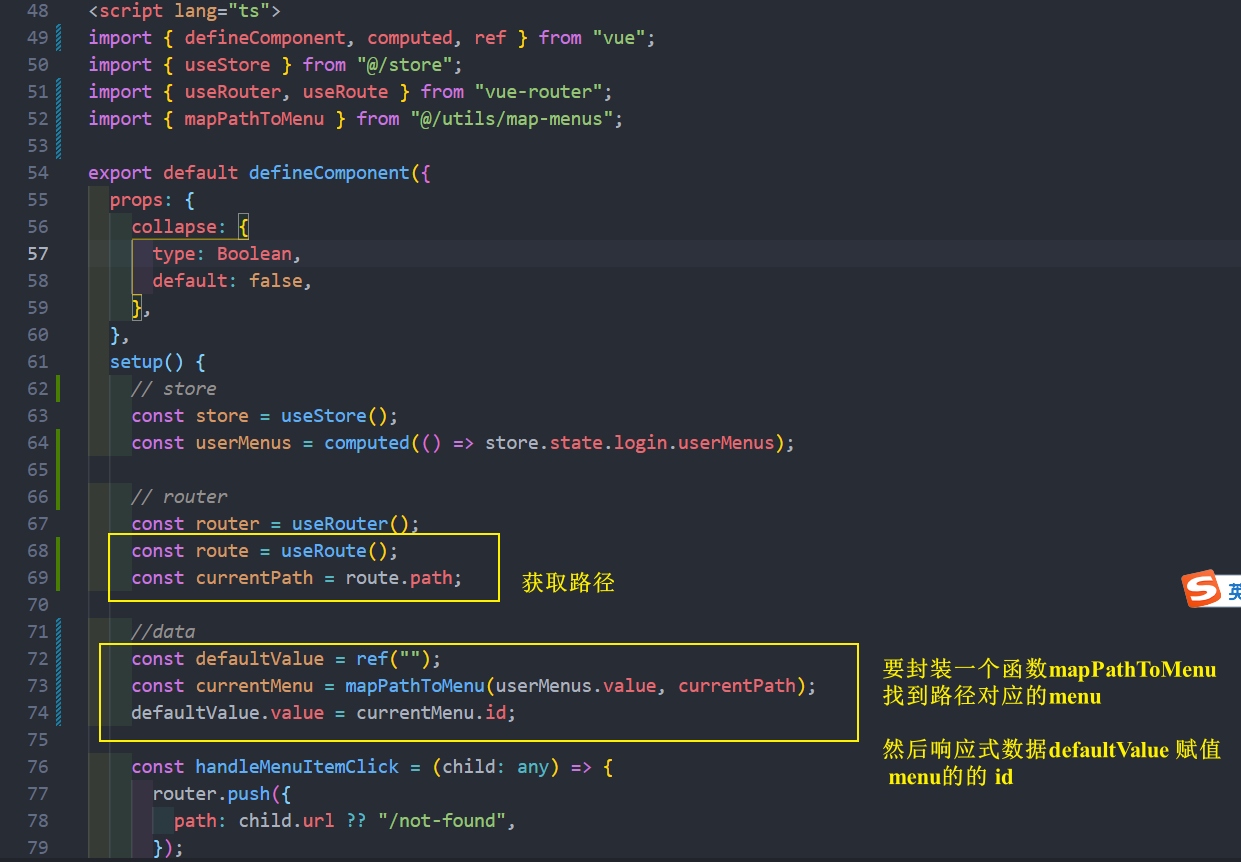 48 <script lang="ts">
49 import { defineComponent, computed, ref } from "vue";
50 import { useStore } from "@/store";
51 import { useRouter, useRoute } from "vue-router";
52 import { mapPathToMenu } from "@/utils/map-menus";
53
54 export default defineComponent({
55   props: {
56     collapse: {
57       type: Boolean,
58       default: false,
59     },
60   },
61   setup() {
62     // store
63     const store = useStore();
64     const userMenus = computed(() => store.state.login.userMenus);
65
66     // router
67     const router = useRouter();
68     const route = useRoute();
69     const currentPath = route.path;
获取路径
70
71     //data
72     const defaultValue = ref("");
73     const currentMenu = mapPathToMenu(userMenus.value, currentPath);
74     defaultValue.value = currentMenu.id;
要封装一个函数mapPathToMenu
找到路径对应的menu
然后响应式数据defaultValue 赋值
menu的的 id
75
76     const handleMenuItemClick = (child: any) => {
77       router.push({
78         path: child.url ?? "/not-found",
79       });
S 英